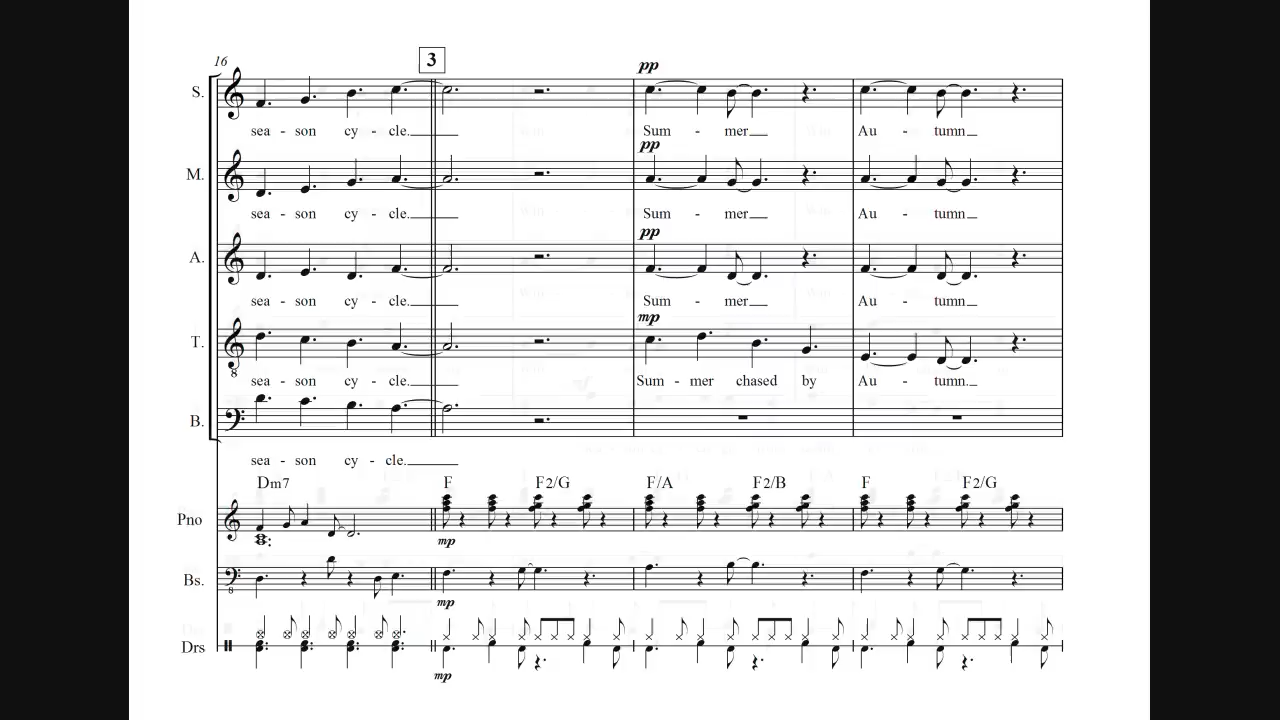 16
3
pp
S.
sea - son cy - cle.
Sum - mer
Au - tumn
pp
M.
sea - son cy - cle.
Sum - mer
Au - tumn
pp
A.
sea - son cy - cle.
Sum - mer
Au - tumn
mp
T.
8
sea - son cy - cle.
Sum - mer chased by
Au - tumn.
B.
sea - son cy - cle.
Dm7 F F2/G F/A F2/B F F2/G
Pno
mp
Bs.
8
mp
Drs
mp